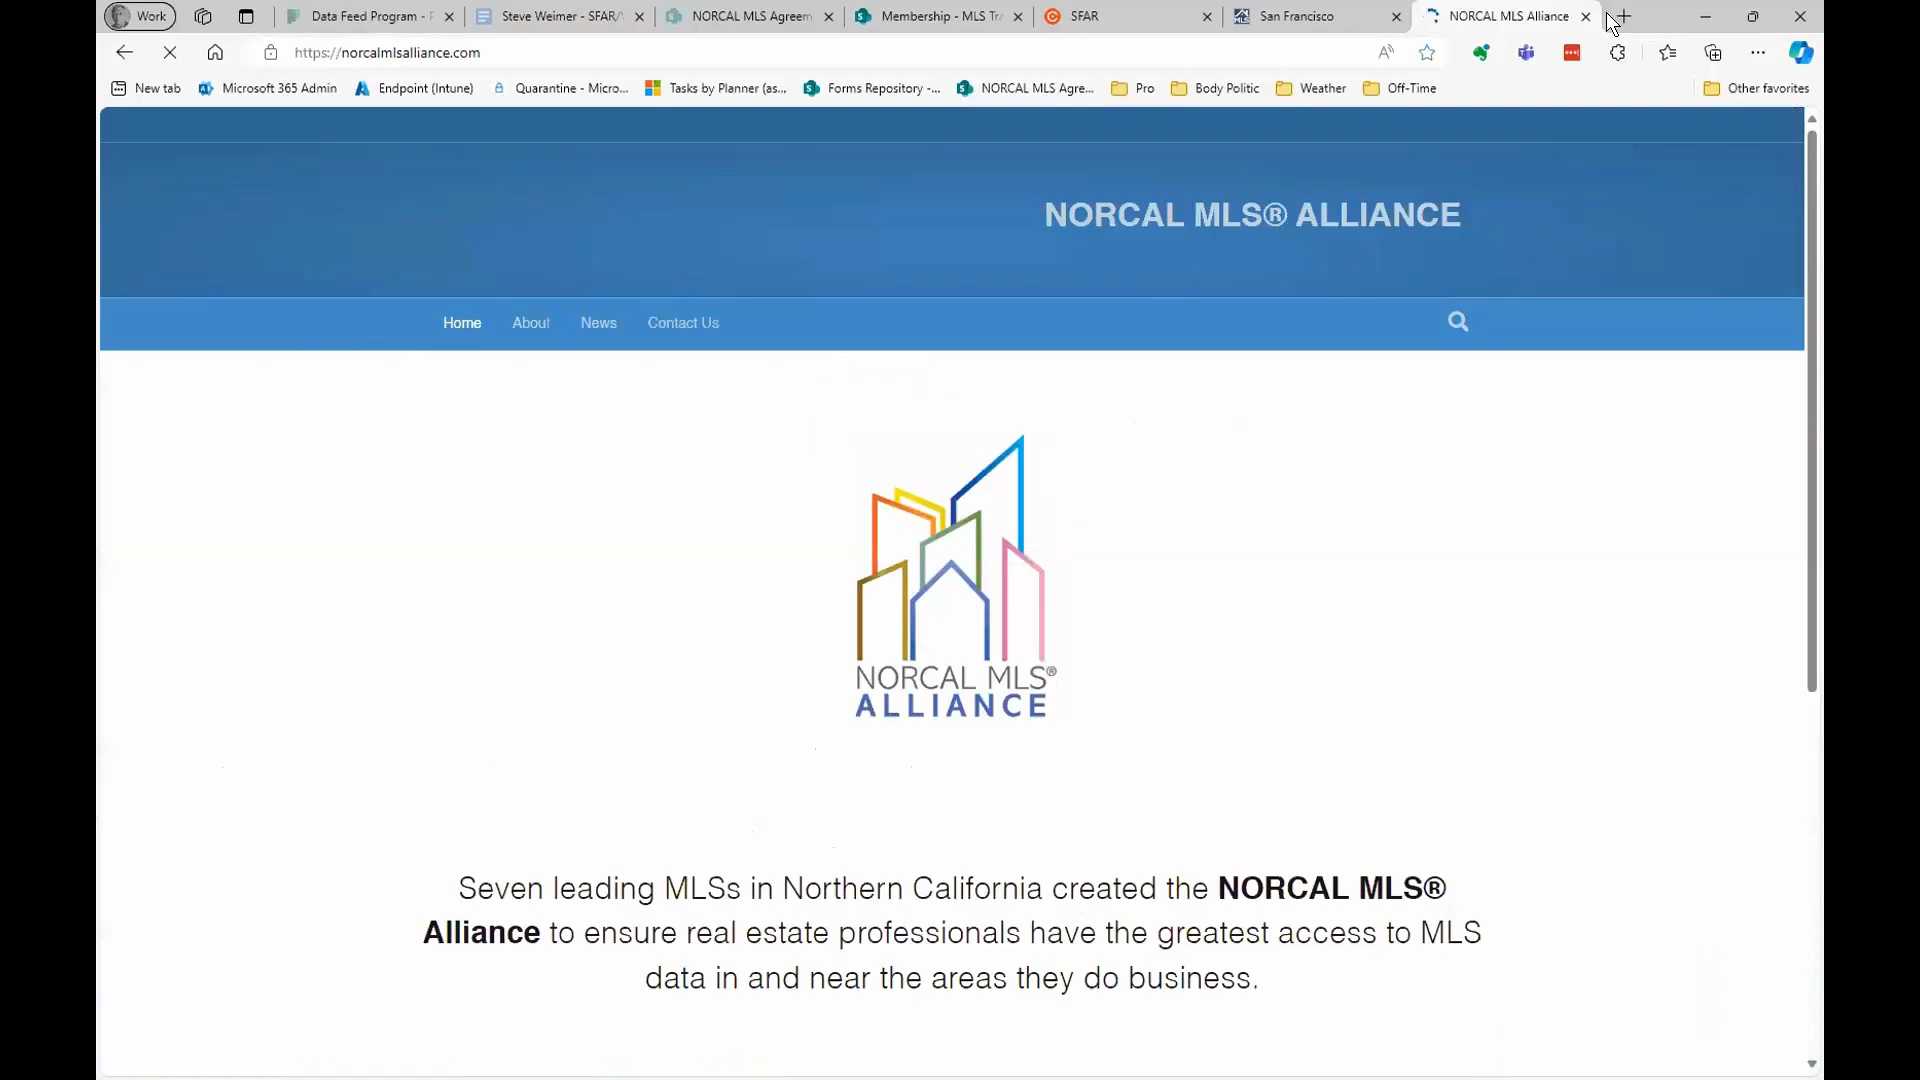 Work
Data Feed Program - F
Steve Weimer - SFAR/
NORCAL MLS Agreem
Membership - MLS Tra
SFAR
San Francisco
NORCAL MLS Alliance
https://norcalmlsalliance.com
New tab
Microsoft 365 Admin
Endpoint (Intune)
Quarantine - Micro...
Tasks by Planner (as...
Forms Repository -...
NORCAL MLS Agre...
Pro
Body Politic
Weather
Off-Time
Other favorites
NORCAL MLS® ALLIANCE
Home
About
News
Contact Us
NORCAL MLS®
ALLIANCE
Seven leading MLSs in Northern California created the NORCAL MLS®
Alliance to ensure real estate professionals have the greatest access to MLS
data in and near the areas they do business.